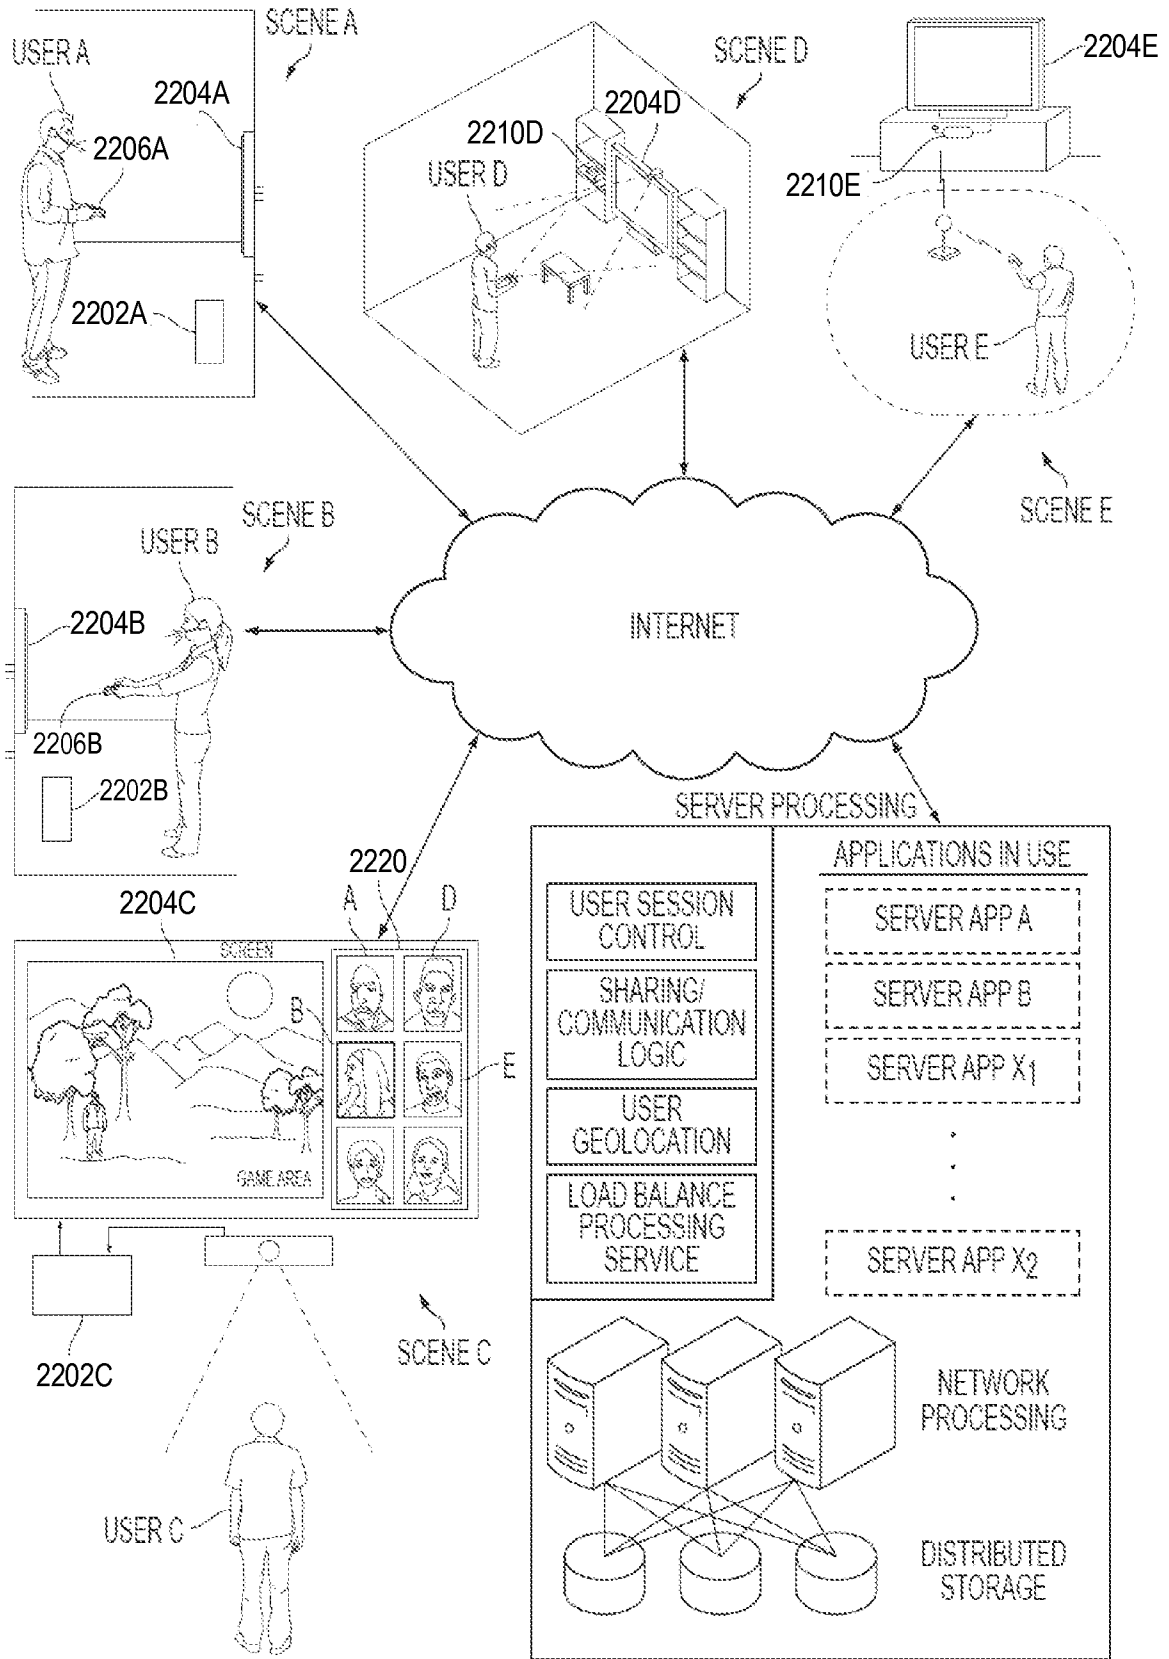 SCENE A
USER A
2204A
2206A
2202A
SCENE D
2204D
2210D
USER D
2204E
2210E
USER E
SCENE E
SCENE B
USER B
2204B
2206B
2202B
INTERNET
SERVER PROCESSING
2220
2204C
A
D
SCREEN
B
E
GAME AREA
2202C
SCENE C
USER C
USER SESSION
CONTROL
SHARING/
COMMUNICATION
LOGIC
USER
GEOLOCATION
LOAD BALANCE
PROCESSING
SERVICE
APPLICATIONS IN USE
SERVER APP A
SERVER APP B
SERVER APP X1
SERVER APP X2
NETWORK
PROCESSING
DISTRIBUTED
STORAGE